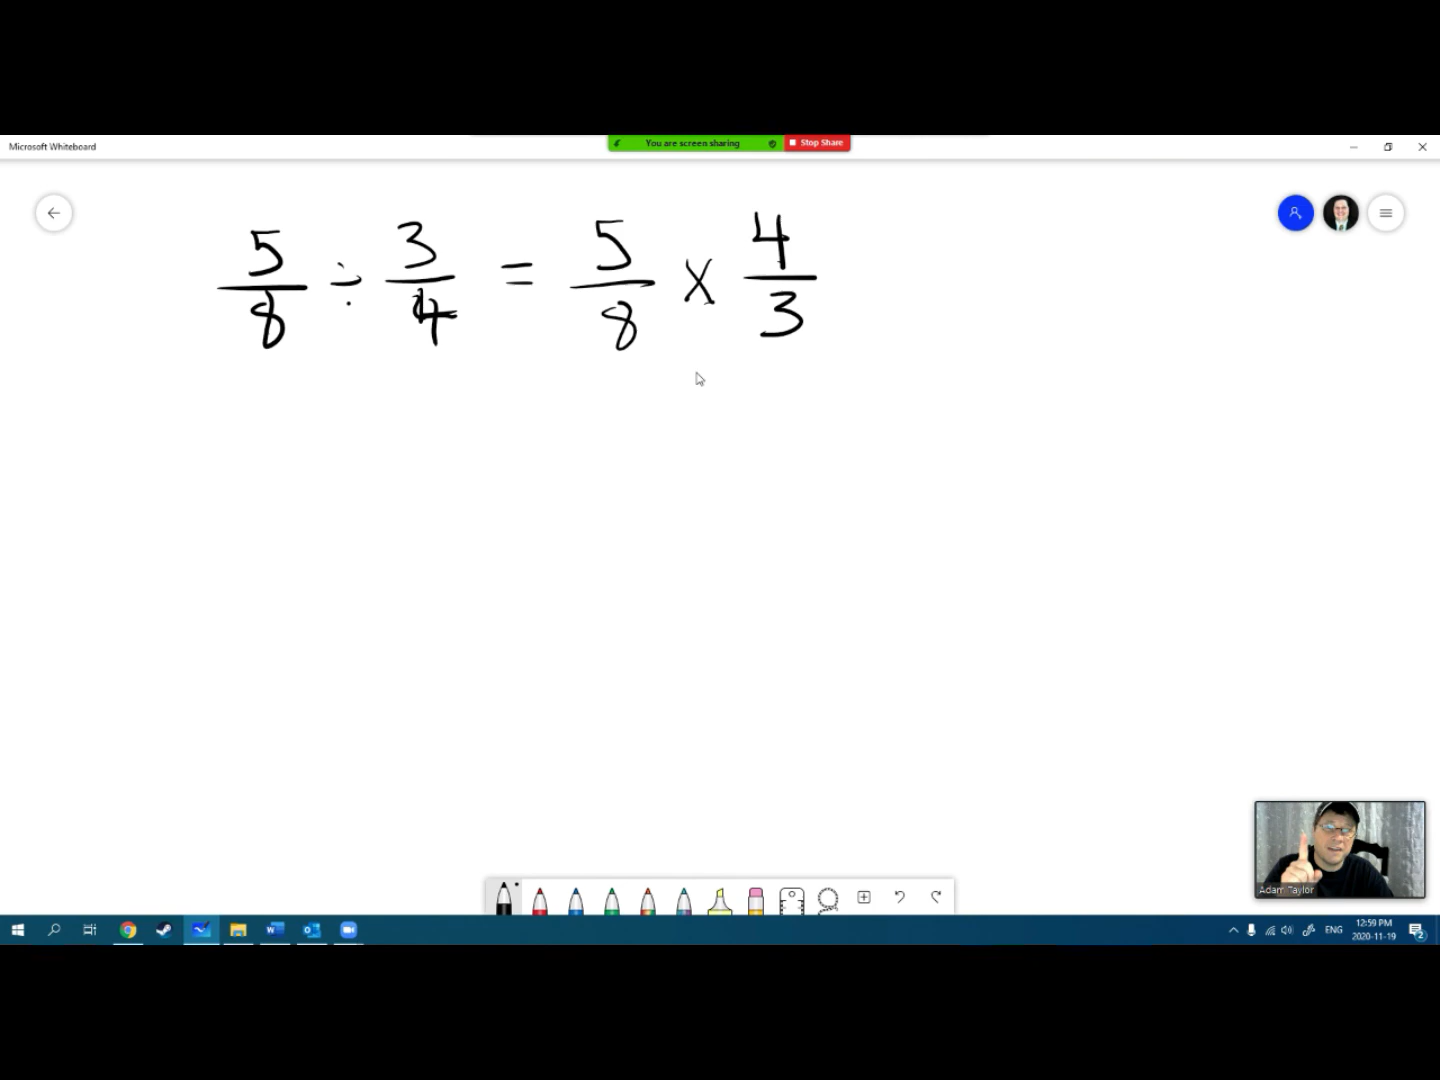 Microsoft Whiteboard
You are screen sharing
Stop Share
5/8 ÷ 3/4 = 5/8 x 4/3
Adam Taylor
ENG
12:59 PM
2020-11-19
2